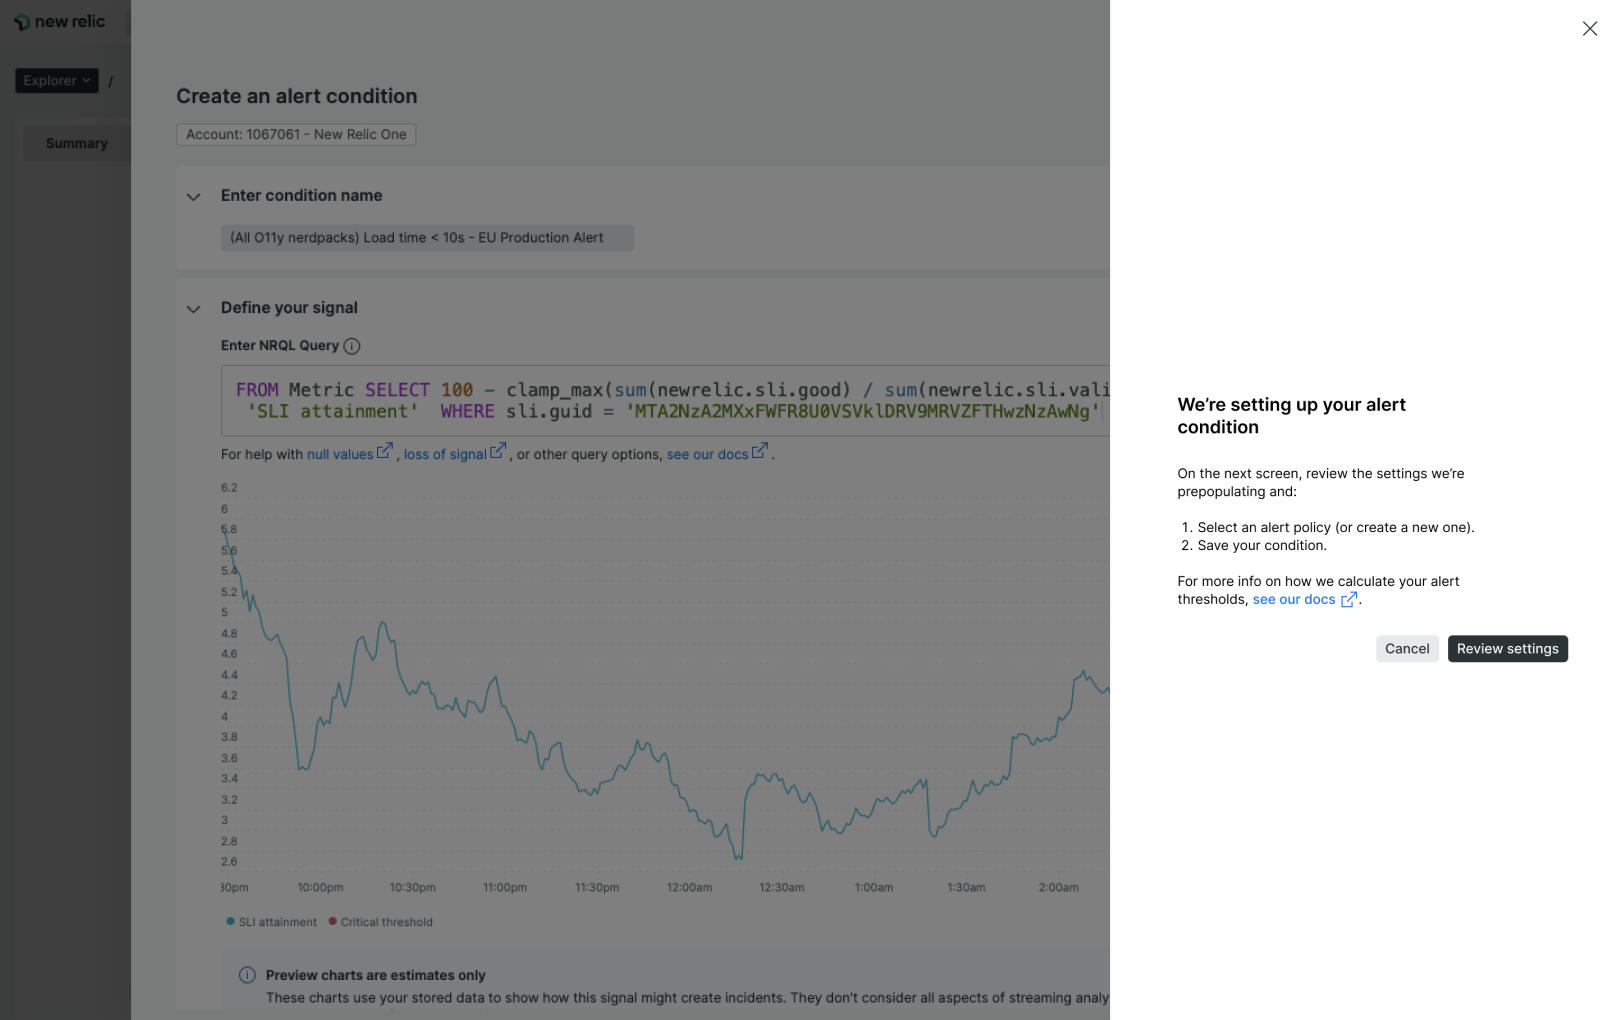 new relic
Explorer /
Summary
Create an alert condition
Account: 1067061 - New Relic One
Enter condition name
(All O11y nerdpacks) Load time < 10s - EU Production Alert
Define your signal
Enter NRQL Query
FROM Metric SELECT 100 - clamp_max(sum(newrelic.sli.good) / sum(newrelic.sli.vali
'SLI attainment' WHERE sli.guid = 'MTA2NzA2MXxFWFR8U0VSVklDRV9MRVZFTHwzNzAwNg'
For help with null values , loss of signal , or other query options, see our docs .
6.2
6
5.8
5.6
5.4
5.2
5
4.8
4.6
4.4
4.2
4
3.8
3.6
3.4
3.2
3
2.8
2.6
30pm 10:00pm 10:30pm 11:00pm 11:30pm 12:00am 12:30am 1:00am 1:30am 2:00am
SLI attainment Critical threshold
Preview charts are estimates only
These charts use your stored data to show how this signal might create incidents. They don't consider all aspects of streaming analy
We’re setting up your alert
condition
On the next screen, review the settings we’re
prepopulating and:
1. Select an alert policy (or create a new one).
2. Save your condition.
For more info on how we calculate your alert
thresholds, see our docs .
Cancel Review settings